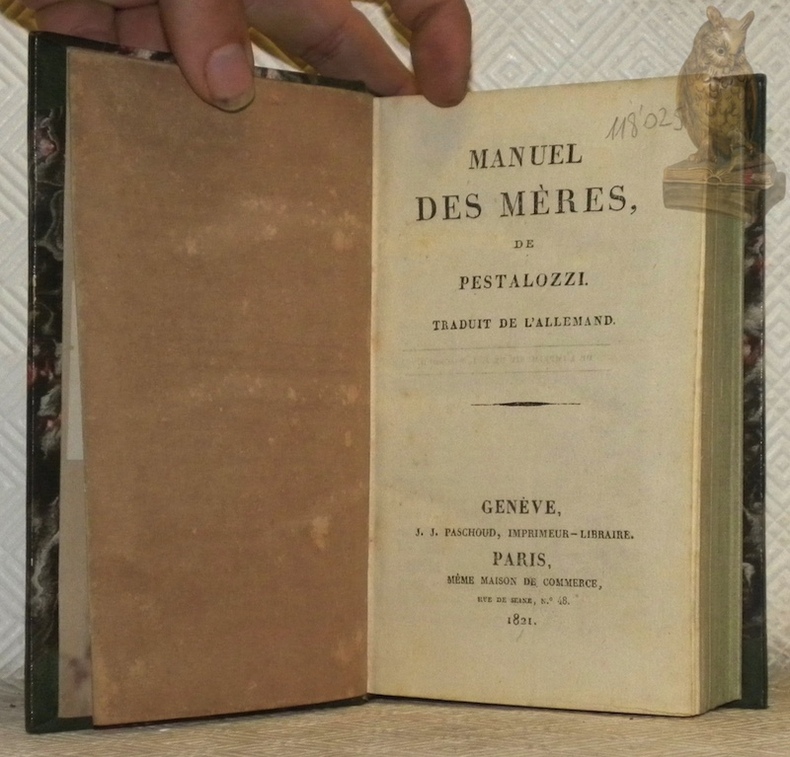 118'025
MANUEL
DES MÈRES,
DE
PESTALOZZI.
TRADUIT DE L'ALLEMAND.
GENÈVE,
J. J. PASCHOUD, IMPRIMEUR-LIBRAIRE.
PARIS,
MÊME MAISON DE COMMERCE,
RUE DE SEINE, N.º 48.
1821.